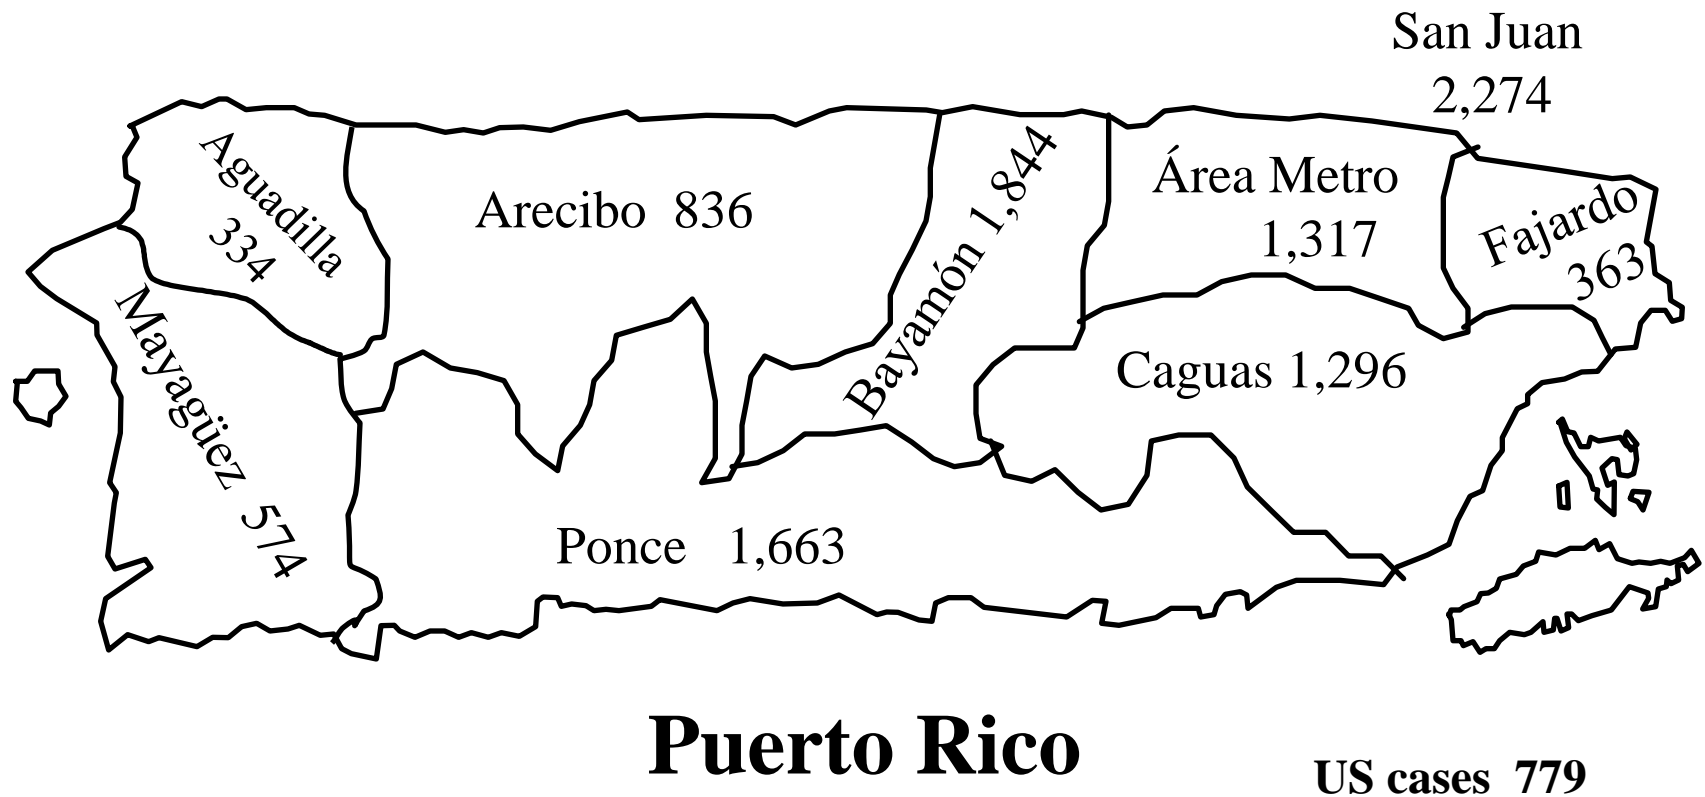 San Juan
2,274
Aguadilla
334
Arecibo 836
Bayamón 1,844
Área Metro
1,317
Fajardo
363
Mayagüez 574
Caguas 1,296
Ponce 1,663
Puerto Rico
US cases 779